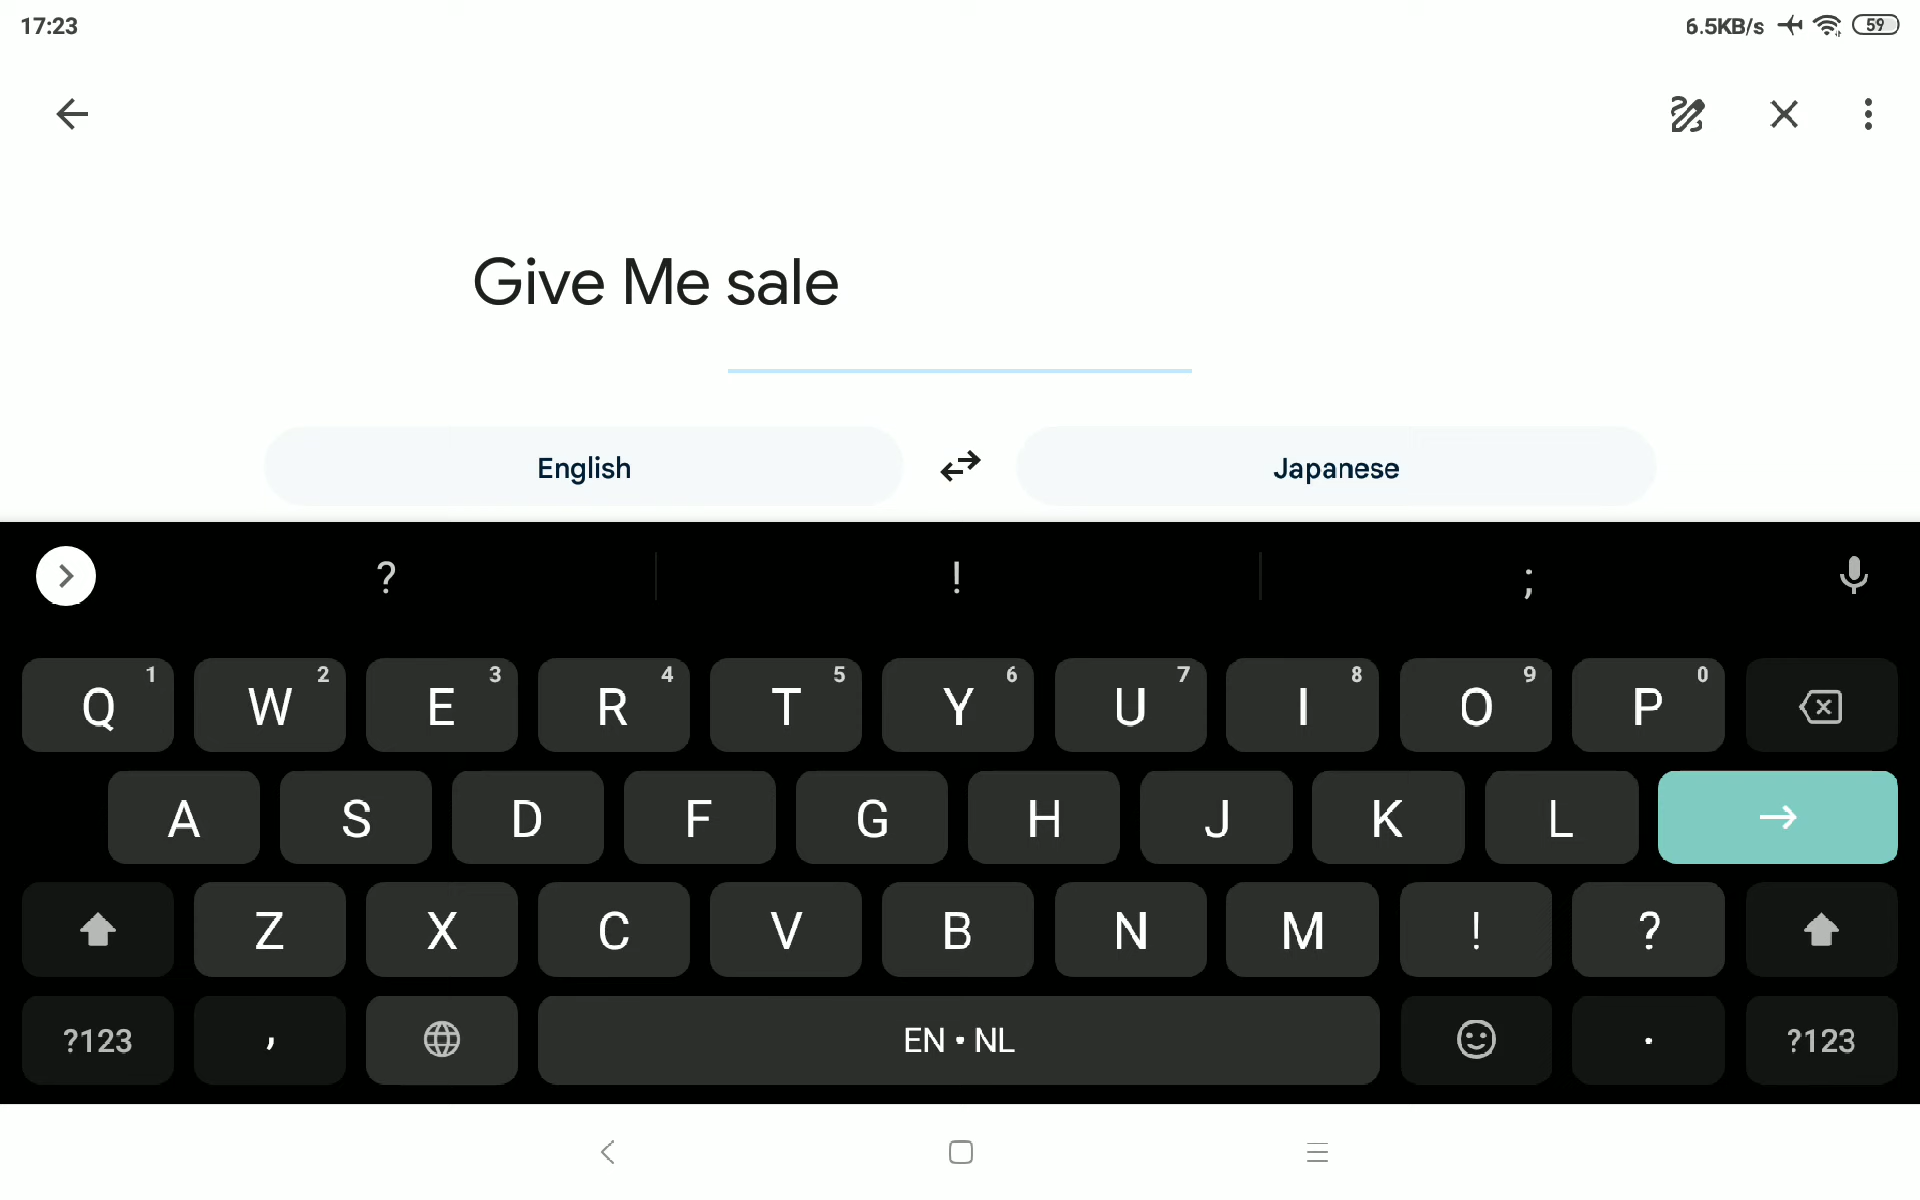 17:23
6.5KB/s 59
Give Me sale
English Japanese
? ! ;
Q 1 W 2 E 3 R 4 T 5 Y 6 U 7 I 8 O 9 P 0
A S D F G H J K L
Z X C V B N M ! ?
?123 , EN • NL . ?123